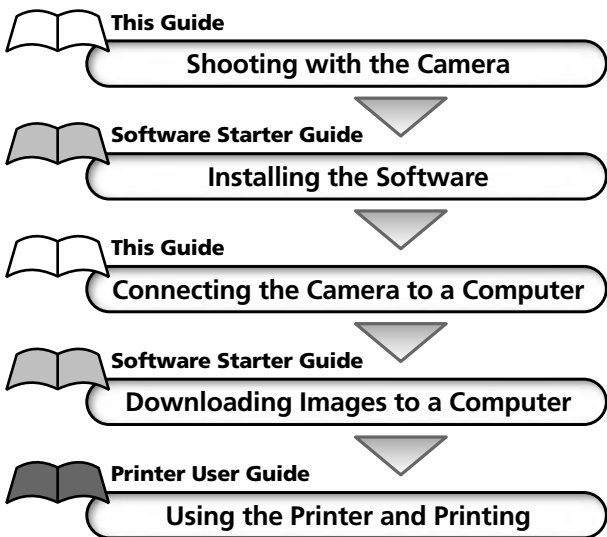 This Guide
Shooting with the Camera
Software Starter Guide
Installing the Software
This Guide
Connecting the Camera to a Computer
Software Starter Guide
Downloading Images to a Computer
Printer User Guide
Using the Printer and Printing